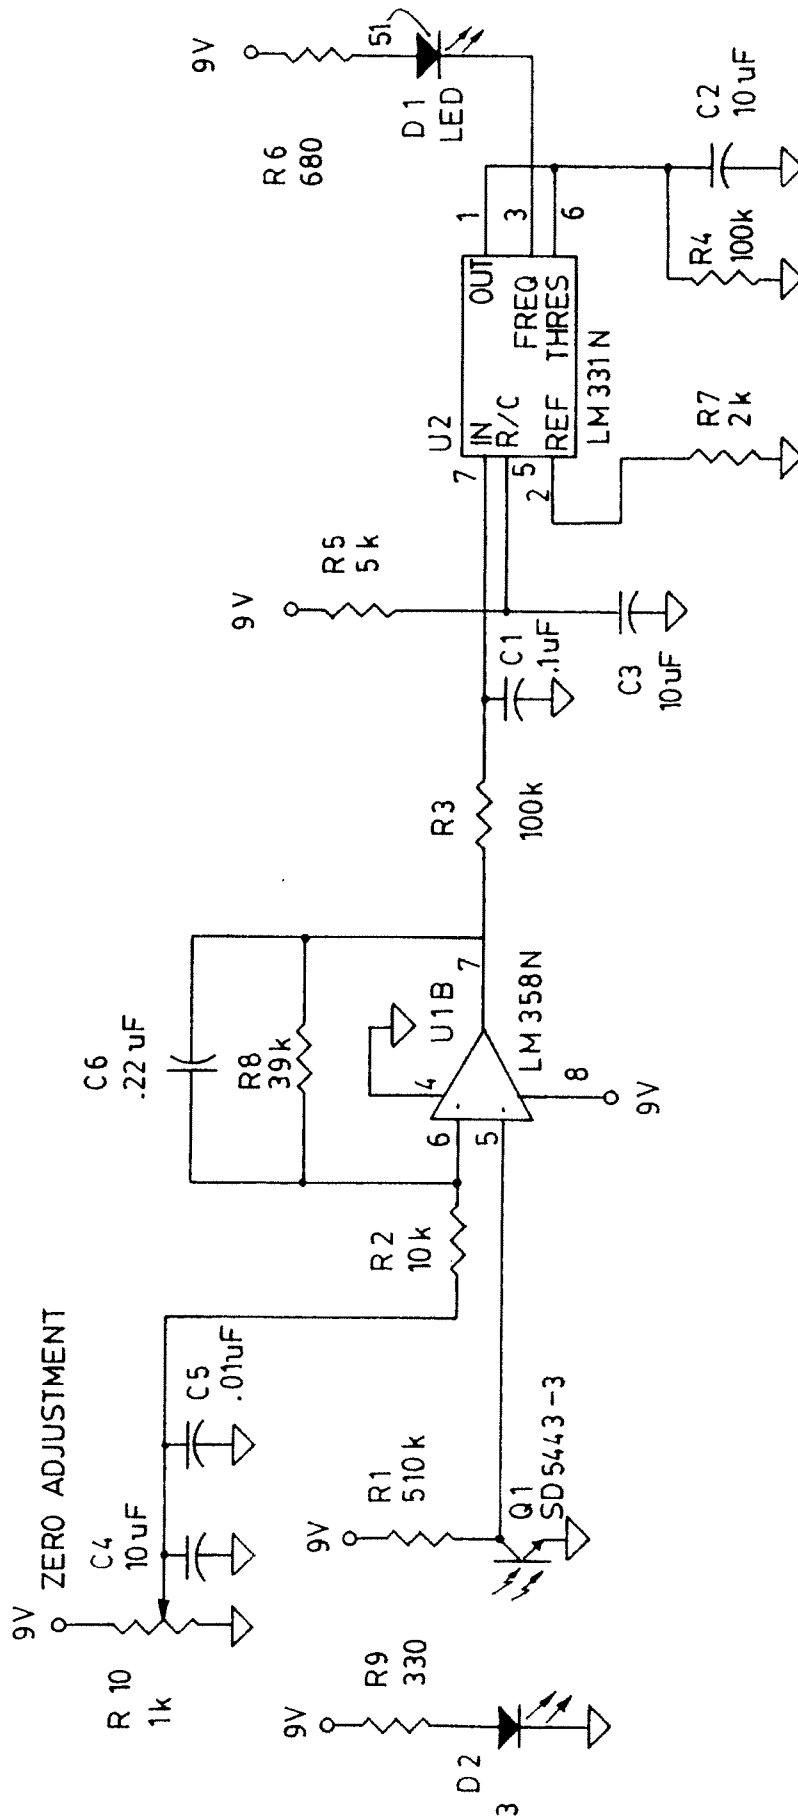 ZERO ADJUSTMENT
9V
R 10
1k
C4
10uF
C5
.01uF
9V
R9
330
D2
3
9V
R1
510k
Q1
SD5443-3
R2
10k
C6
.22uF
R8
39k
6
5
4
7
8
U1B
LM358N
9V
R3
100k
C1
.1uF
9V
R5
5k
C3
10uF
U2
7
5
2
IN
R/C
REF
OUT
FREQ
THRES
LM331N
1
3
6
R7
2k
R4
100k
C2
10uF
9V
R6
680
D1
LED
51